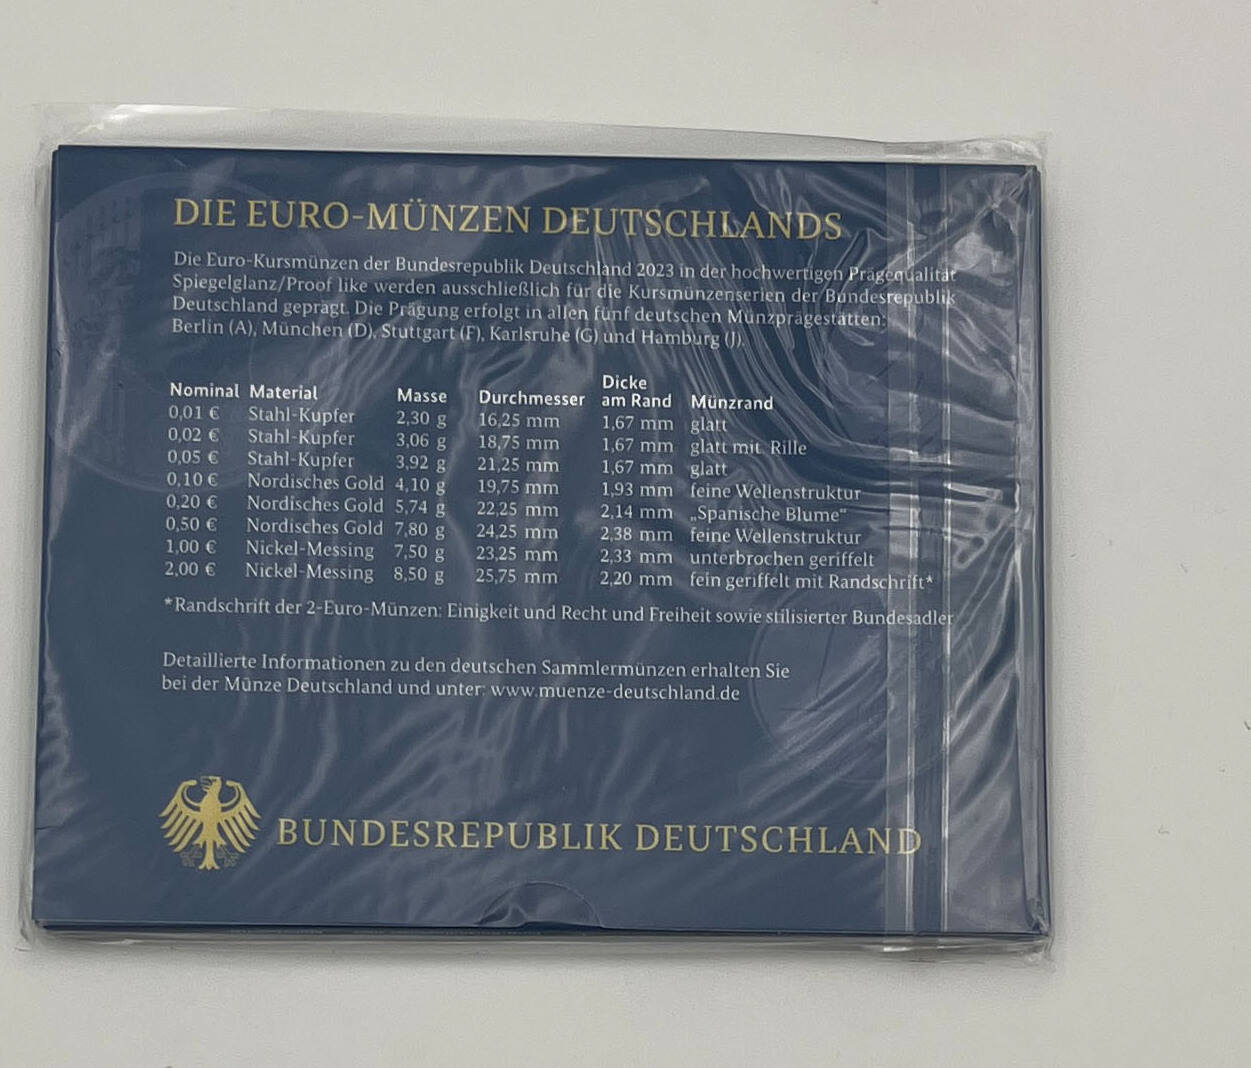 DIE EURO-MÜNZEN DEUTSCHLANDS
Die Euro-Kursmünzen der Bundesrepublik Deutschland 2023 in der hochwertigen Prägequalität
Spiegelglanz/Proof like werden ausschließlich für die Kursmünzenserien der Bundesrepublik
Deutschland geprägt. Die Prägung erfolgt in allen fünf deutschen Münzprägestätten:
Berlin (A), München (D), Stuttgart (F), Karlsruhe (G) und Hamburg (J).
Nominal Material Masse Durchmesser Dicke am Rand Münzrand
0,01 € Stahl-Kupfer 2,30 g 16,25 mm 1,67 mm glatt
0,02 € Stahl-Kupfer 3,06 g 18,75 mm 1,67 mm glatt mit Rille
0,05 € Stahl-Kupfer 3,92 g 21,25 mm 1,67 mm glatt
0,10 € Nordisches Gold 4,10 g 19,75 mm 1,93 mm feine Wellenstruktur
0,20 € Nordisches Gold 5,74 g 22,25 mm 2,14 mm „Spanische Blume“
0,50 € Nordisches Gold 7,80 g 24,25 mm 2,38 mm feine Wellenstruktur
1,00 € Nickel-Messing 7,50 g 23,25 mm 2,33 mm unterbrochen geriffelt
2,00 € Nickel-Messing 8,50 g 25,75 mm 2,20 mm fein geriffelt mit Randschrift*
*Randschrift der 2-Euro-Münzen: Einigkeit und Recht und Freiheit sowie stilisierter Bundesadler
Detaillierte Informationen zu den deutschen Sammlermünzen erhalten Sie
bei der Münze Deutschland und unter: www.muenze-deutschland.de
BUNDESREPUBLIK DEUTSCHLAND